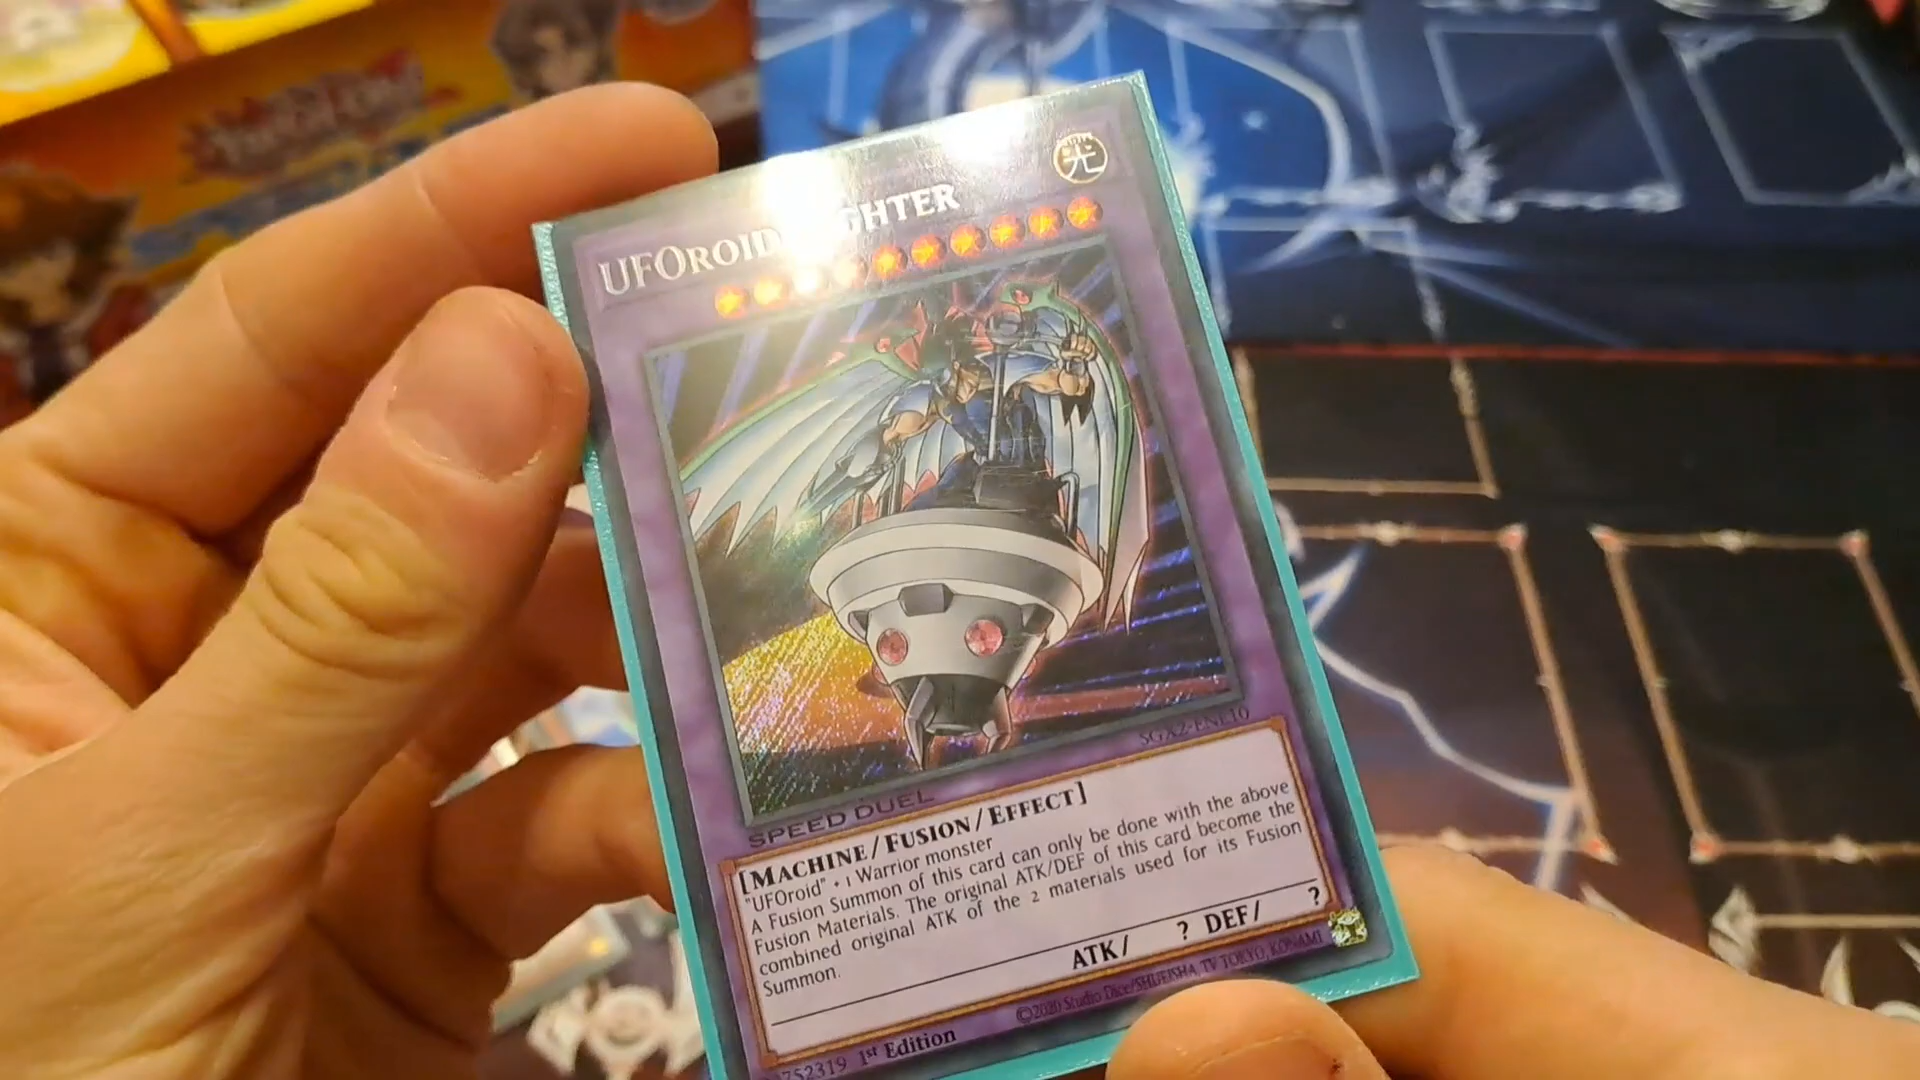 UFOROID GHTER
光
SGX2-ENE10
SPEED DUEL
[MACHINE/FUSION/EFFECT]
"UFOroid" + 1 Warrior monster
A Fusion Summon of this card can only be done with the above
Fusion Materials. The original ATK/DEF of this card become the
combined original ATK of the 2 materials used for its Fusion
Summon.
ATK/ ? DEF/ ?
752319 1st Edition
©2020 Studio Dice/SHUEISHA, TV TOKYO, KONAMI